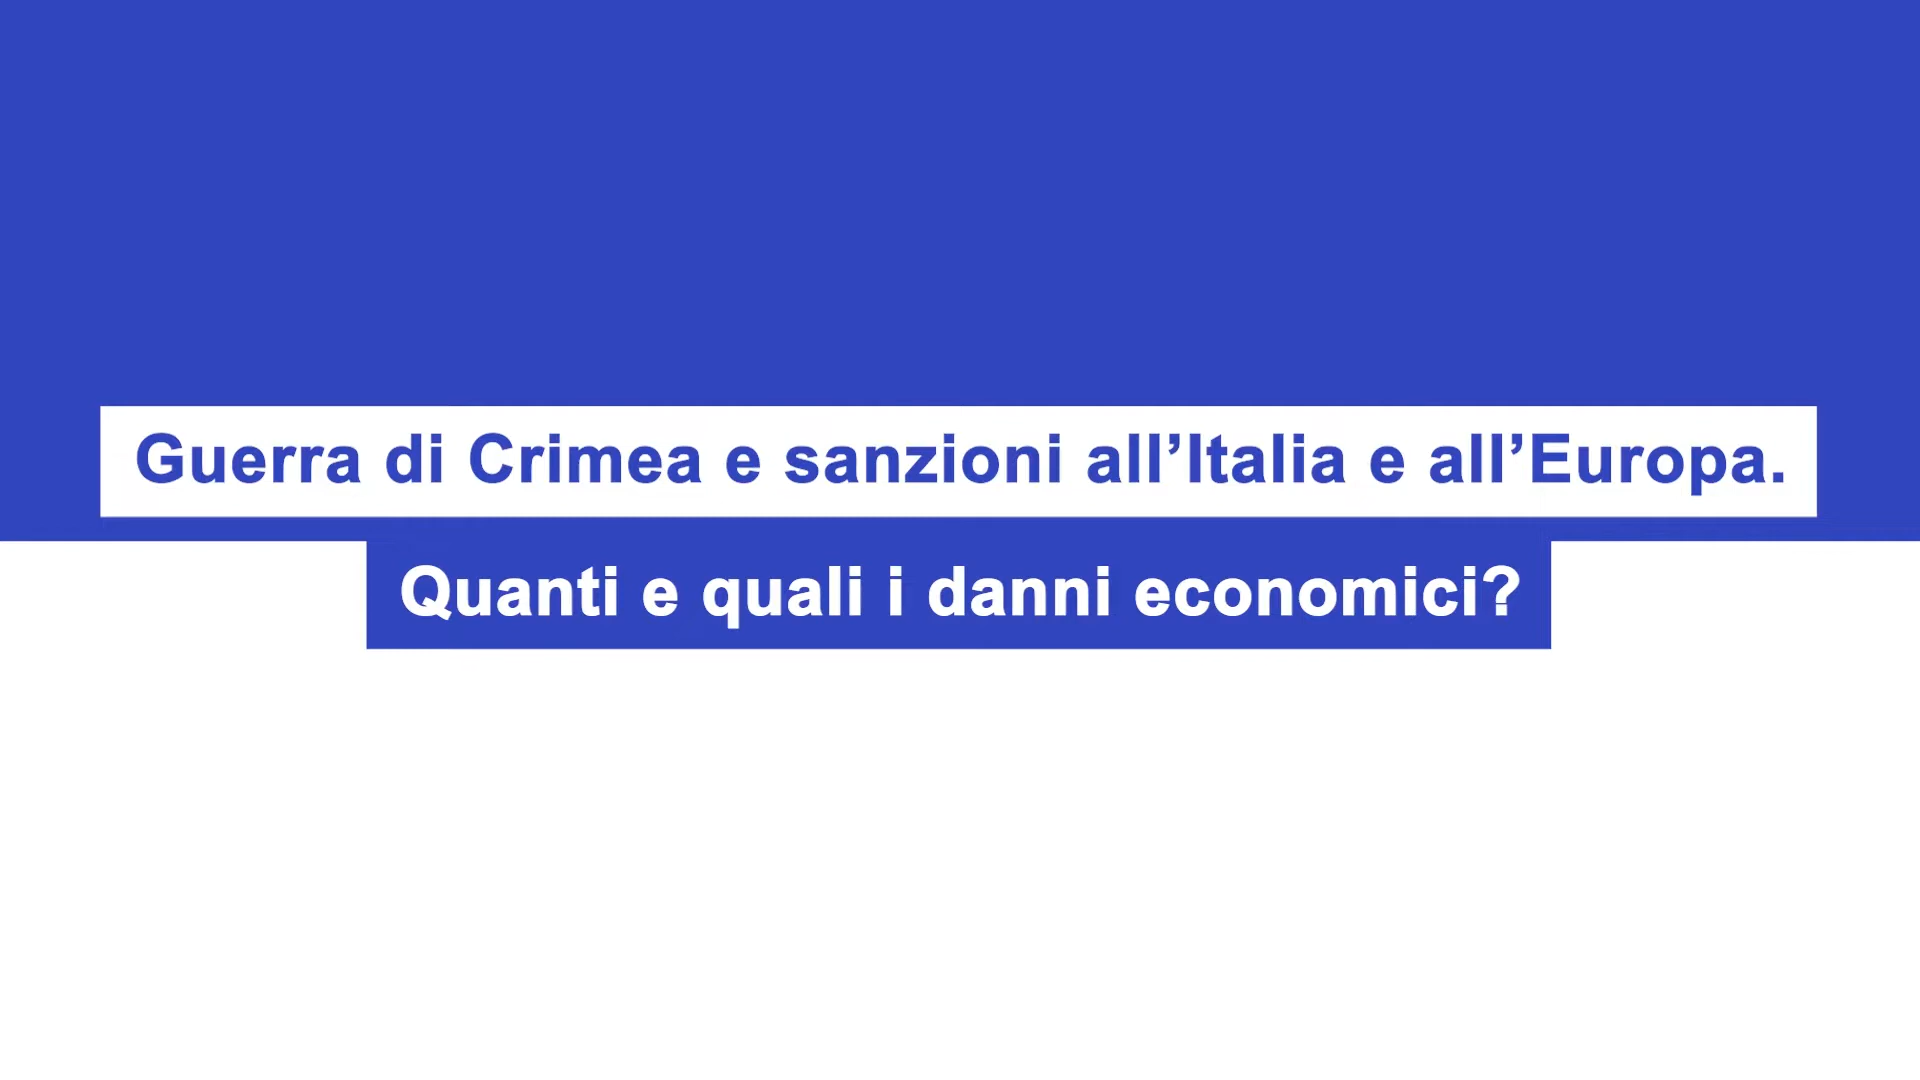 Guerra di Crimea e sanzioni all’Italia e all’Europa.
Quanti e quali i danni economici?